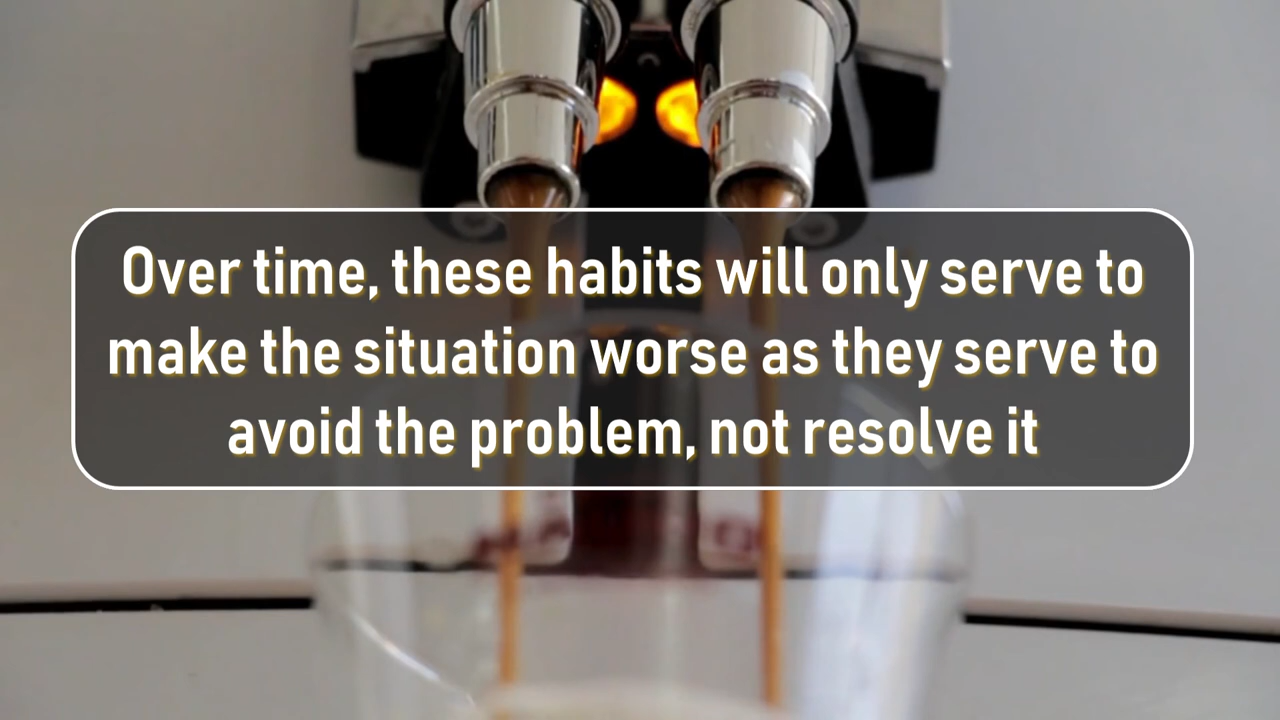 Over time, these habits will only serve to
make the situation worse as they serve to
avoid the problem, not resolve it